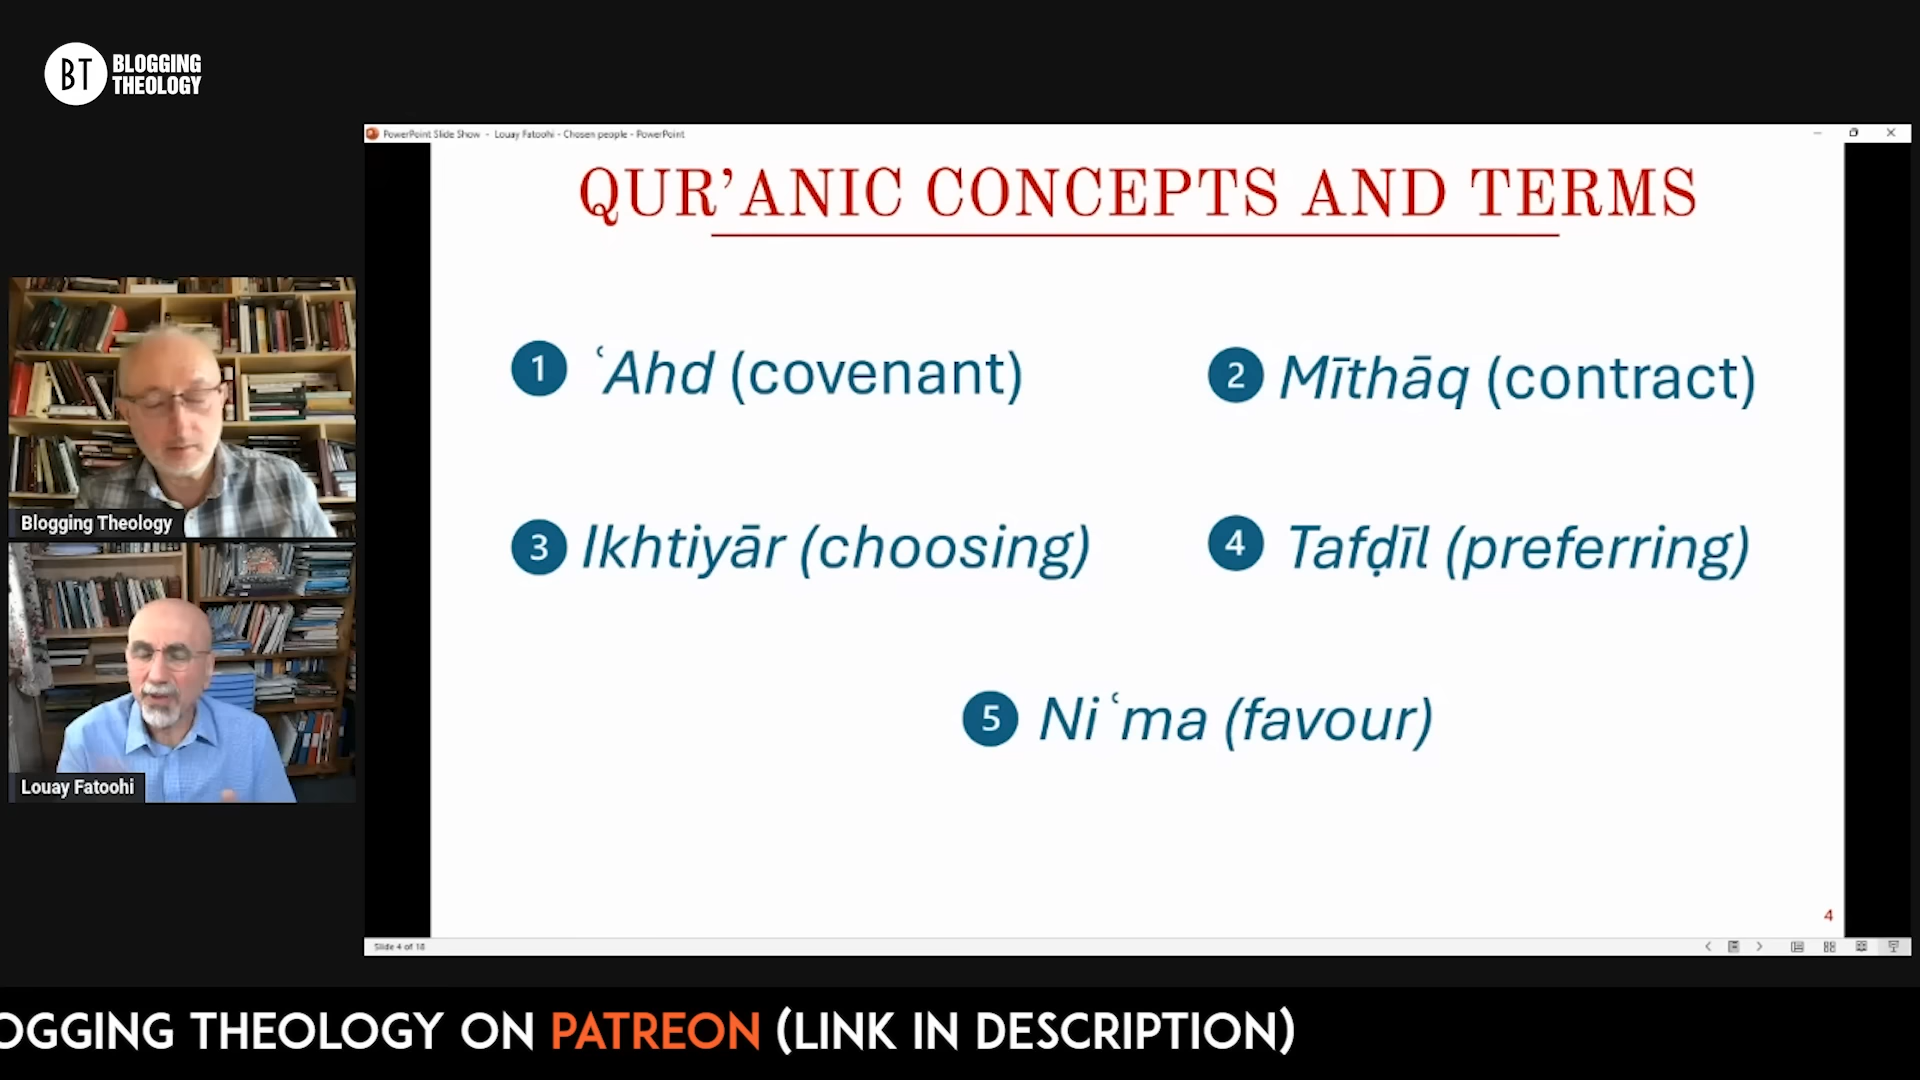 BT
BLOGGING
THEOLOGY
PowerPoint Slide Show - Louay Fatoohi - Chosen people - PowerPoint
QUR’ANIC CONCEPTS AND TERMS
1 ʿAhd (covenant)
2 Mīthāq (contract)
3 Ikhtiyār (choosing)
4 Tafḍīl (preferring)
5 Niʿma (favour)
4
Slide 4 of 18
Blogging Theology
Louay Fatoohi
OGGING THEOLOGY ON PATREON (LINK IN DESCRIPTION)